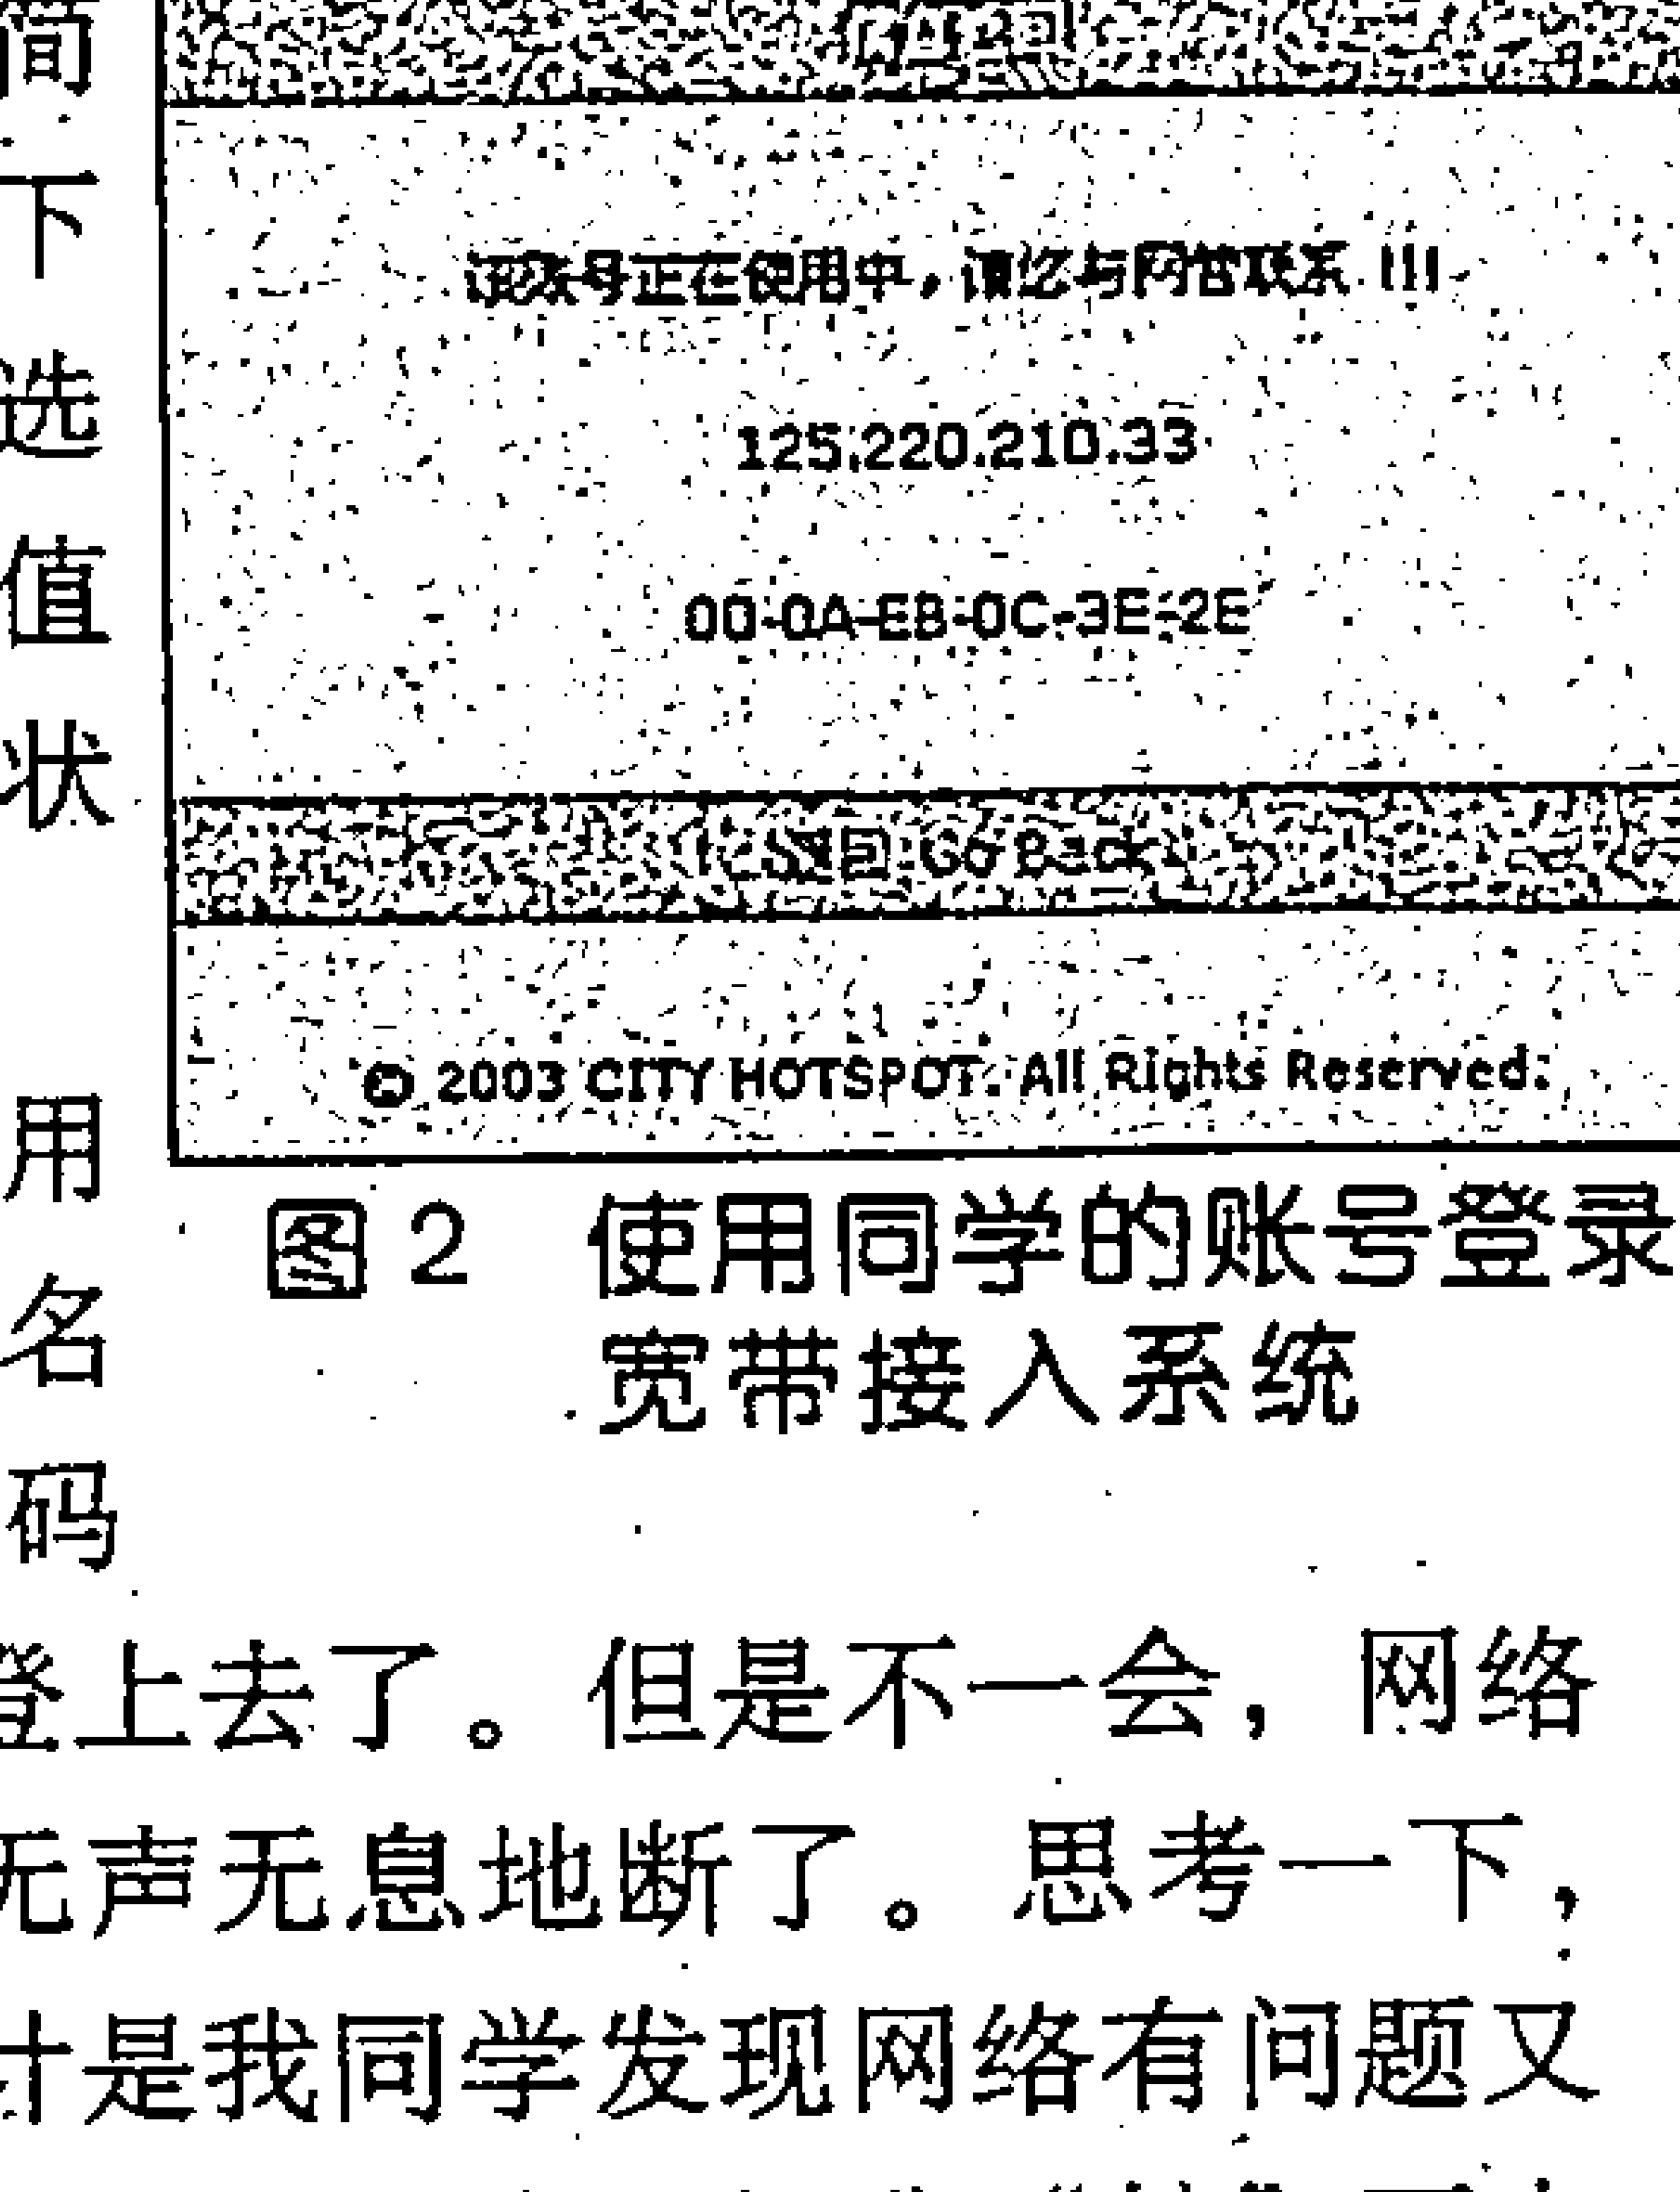 简
下
选
值
状
该账号正在使用中，请您与网管联系 !!!
125.220.210.33
00-0A-EB-0C-3E-2E
返回 Go Back
© 2003 CITY HOTSPOT. All Rights Reserved.
图 2 使用同学的账号登录
宽带接入系统
用
名
码
登上去了。但是不一会，网络
无声无息地断了。思考一下，
计是我同学发现网络有问题又